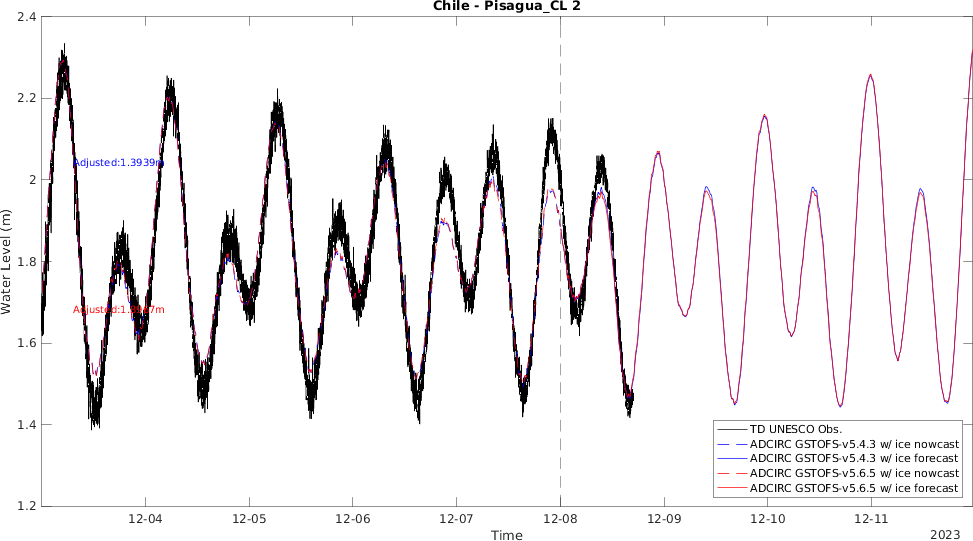 Chile - Pisagua_CL 2
2.4
2.2
2
1.8
1.6
1.4
1.2
Water Level (m)
Adjusted:1.3939m
12-04
12-05
12-06
12-07
12-08
12-09
12-10
12-11
Time
2023
TD UNESCO Obs.
ADCIRC GSTOFS-v5.4.3 w/ ice nowcast
ADCIRC GSTOFS-v5.4.3 w/ ice forecast
ADCIRC GSTOFS-v5.6.5 w/ ice nowcast
ADCIRC GSTOFS-v5.6.5 w/ ice forecast